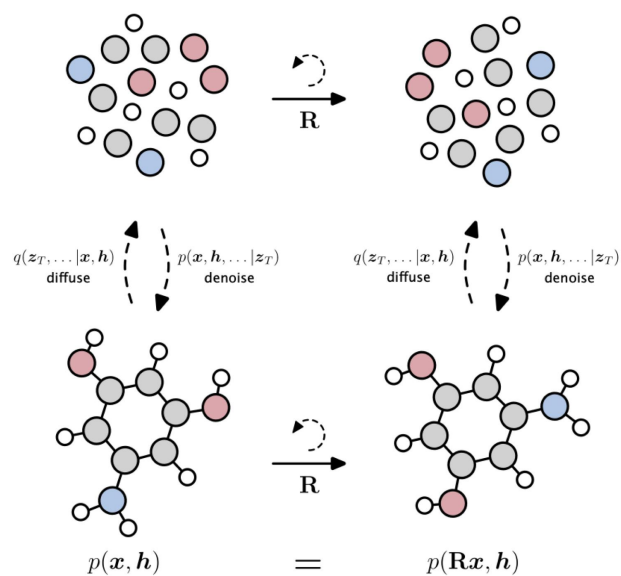 R
q(z_T, ... |x, h)
diffuse
p(x, h, ... |z_T)
denoise
q(z_T, ... |x, h)
diffuse
p(x, h, ... |z_T)
denoise
R
p(x, h) = p(Rx, h)